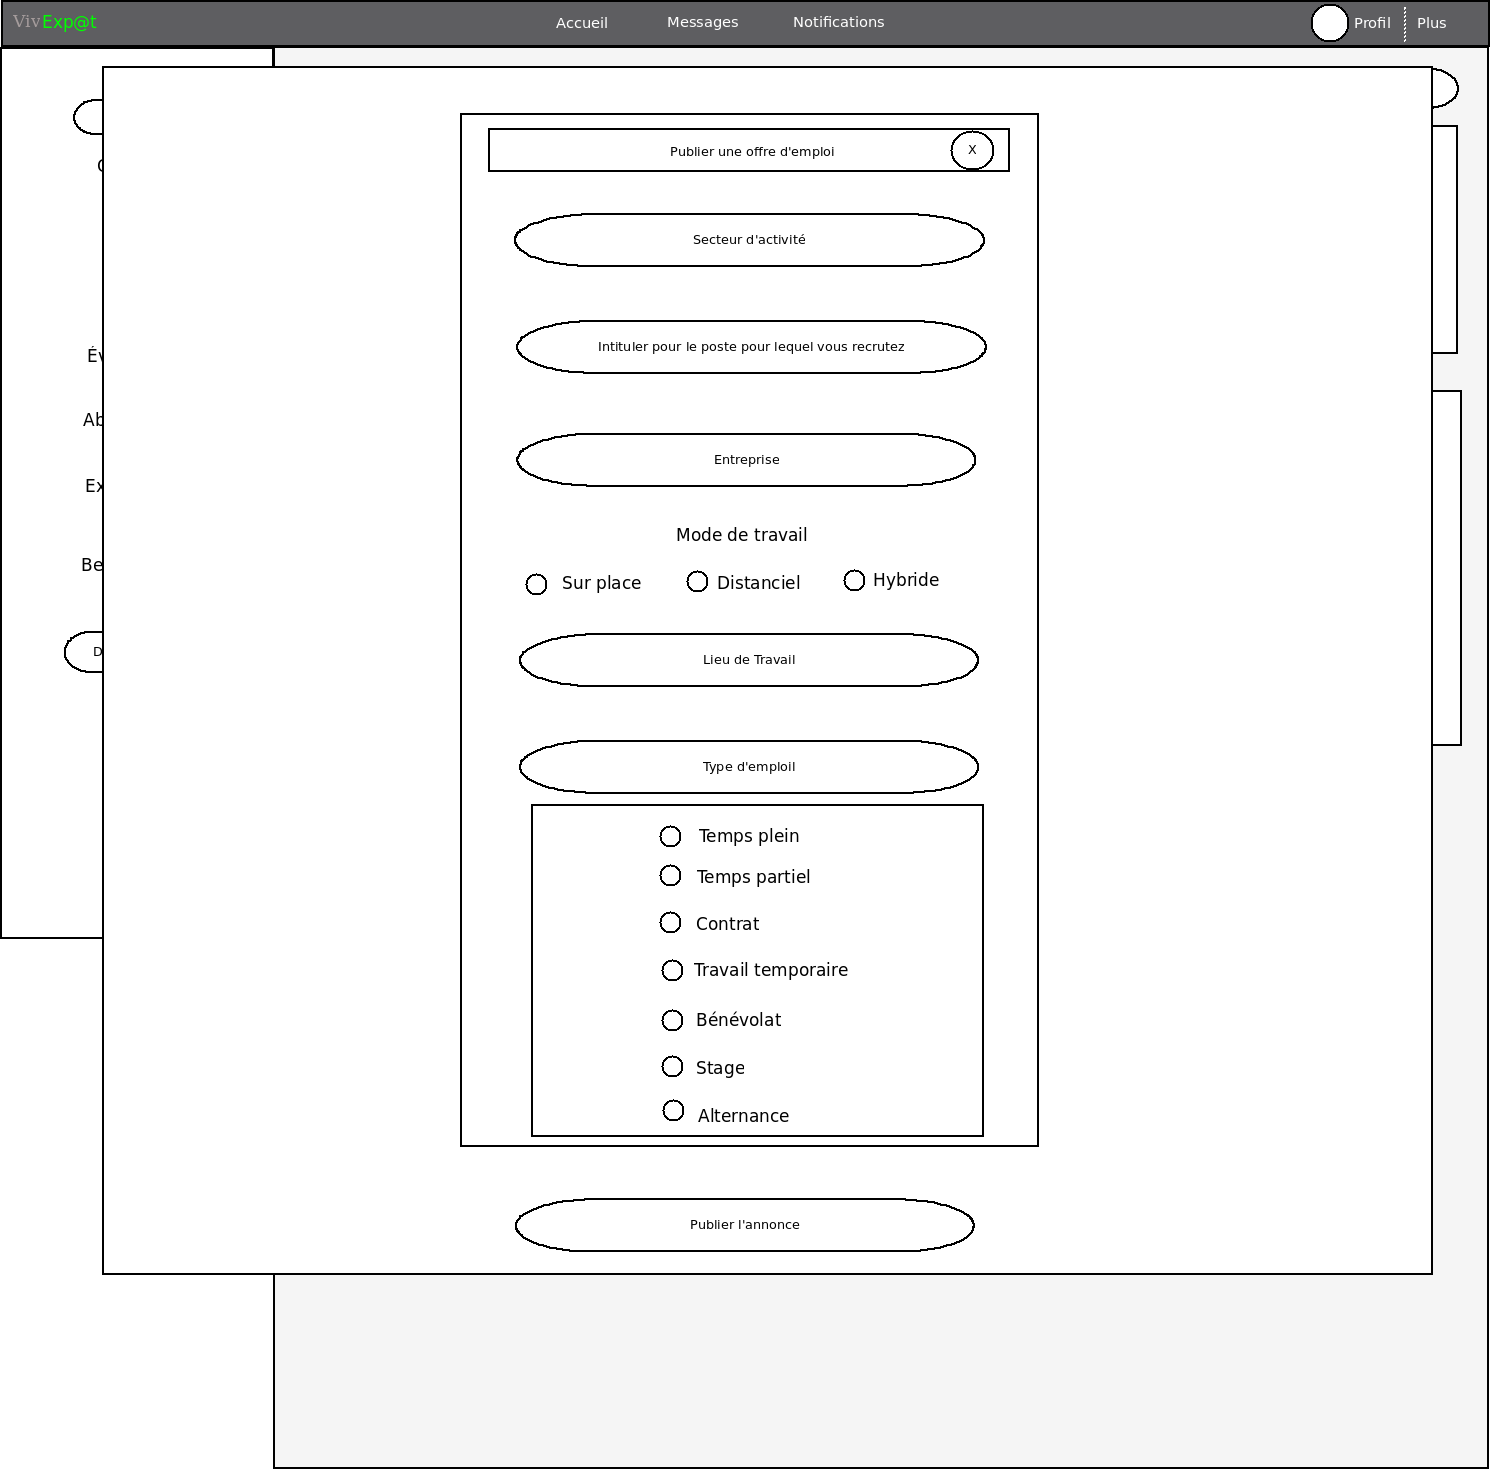 VivExp@t
Accueil
Messages
Notifications
Profil
Plus
Publier une offre d'emploi
X
Secteur d'activité
Intituler pour le poste pour lequel vous recrutez
Entreprise
Mode de travail
Sur place
Distanciel
Hybride
Lieu de Travail
Type d'emploil
Temps plein
Temps partiel
Contrat
Travail temporaire
Bénévolat
Stage
Alternance
Publier l'annonce
Év
Ab
Ex
Be
D